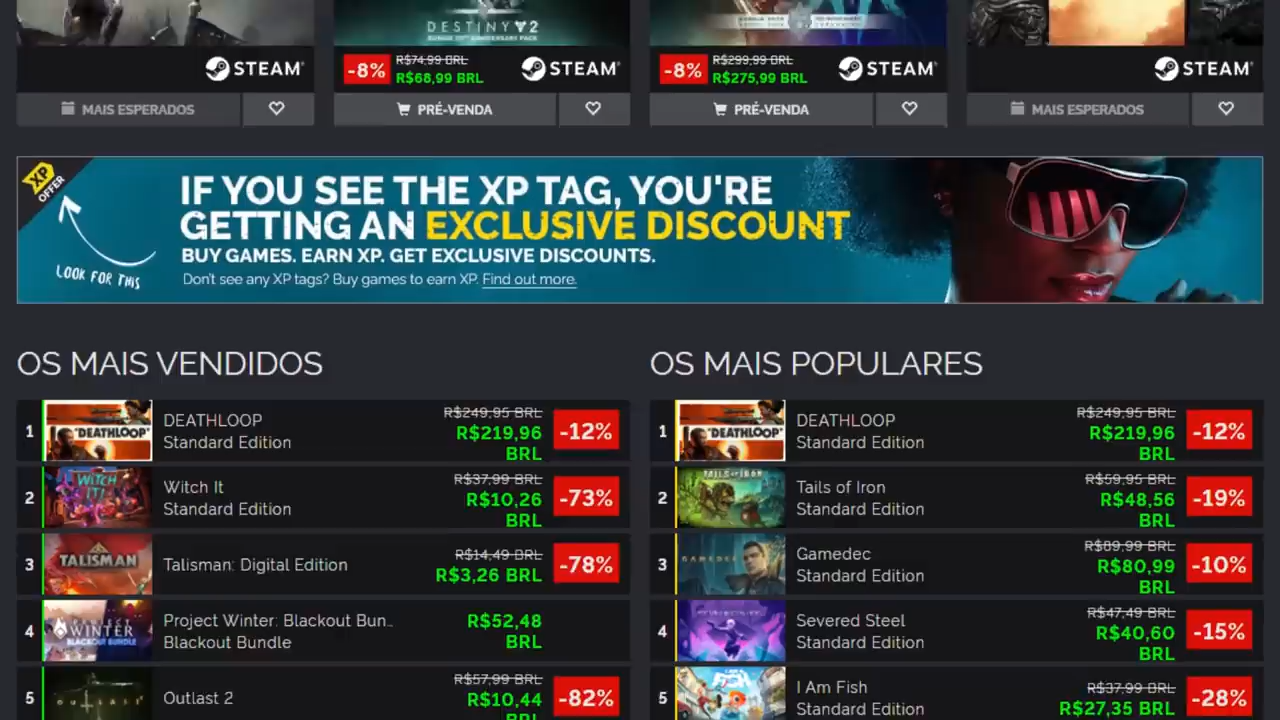 DESTINY 2
STEAM
-8%
R$74,99 BRL
R$68,99 BRL
STEAM
-8%
R$299,99 BRL
R$275,99 BRL
STEAM
STEAM
MAIS ESPERADOS
PRÉ-VENDA
PRÉ-VENDA
MAIS ESPERADOS
XP
OFFER
LOOK FOR THIS
IF YOU SEE THE XP TAG, YOU'RE
GETTING AN EXCLUSIVE DISCOUNT
BUY GAMES. EARN XP. GET EXCLUSIVE DISCOUNTS.
Don't see any XP tags? Buy games to earn XP. Find out more.
OS MAIS VENDIDOS
1
DEATHLOOP
DEATHLOOP
Standard Edition
R$249,95 BRL
R$219,96
BRL
-12%
2
WITCH IT!
Witch It
Standard Edition
R$37,99 BRL
R$10,26
BRL
-73%
3
TALISMAN
Talisman: Digital Edition
R$14,49 BRL
R$3,26 BRL
-78%
4
WINTER
BLACKOUT BUNDLE
Project Winter: Blackout Bun...
Blackout Bundle
R$52,48
BRL
5
OUTLAST
Outlast 2
R$57,99 BRL
R$10,44
BRL
-82%
OS MAIS POPULARES
1
DEATHLOOP
DEATHLOOP
Standard Edition
R$249,95 BRL
R$219,96
BRL
-12%
2
TAILS OF IRON
Tails of Iron
Standard Edition
R$59,95 BRL
R$48,56
BRL
-19%
3
GAMEDEC
Gamedec
Standard Edition
R$89,99 BRL
R$80,99
BRL
-10%
4
Severed Steel
Standard Edition
R$47,49 BRL
R$40,60
BRL
-15%
5
I Am Fish
Standard Edition
R$37,99 BRL
R$27,35 BRL
-28%